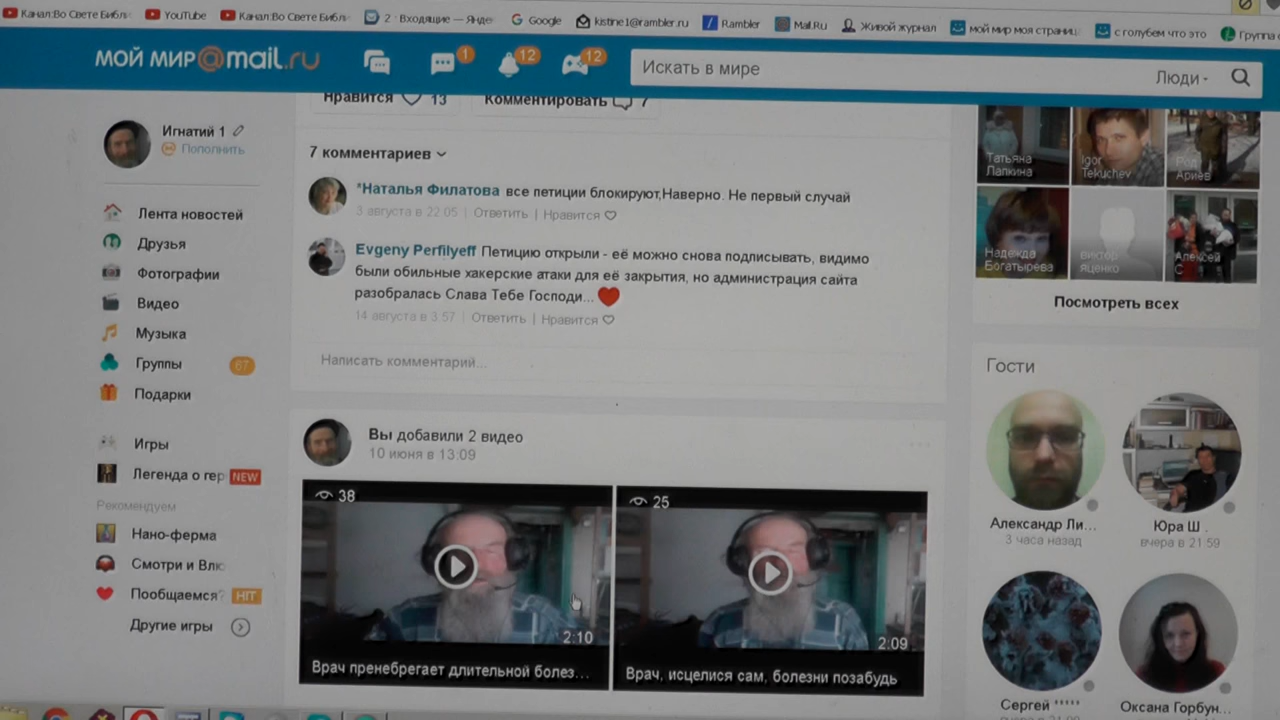 Канал:Во Свете Библ
YouTube
Канал:Во Свете Библ
2 · Входящие — Янде
Google
kistine1@rambler.ru
Rambler
Mail.Ru
Живой журнал
мой мир моя страниц
с голубем что это
Группа
МОЙ МИР@mail.ru
1
12
12
Искать в мире
Люди
Игнатий 1
Пополнить
Лента новостей
Друзья
Фотографии
Видео
Музыка
Группы 67
Подарки
Игры
Легенда о гер NEW
Рекомендуем
Нано-ферма
Смотри и Влю
Пообщаемся? HIT
Другие игры
Нравится 13 Комментировать 7
7 комментариев
*Наталья Филатова все петиции блокируют,Наверно. Не первый случай
3 августа в 22:05 | Ответить | Нравится
Evgeny Perfilyeff Петицию открыли - её можно снова подписывать, видимо
были обильные хакерские атаки для её закрытия, но администрация сайта
разобралась Слава Тебе Господи...
14 августа в 3:57 | Ответить | Нравится
Написать комментарий...
Вы добавили 2 видео
10 июня в 13:09
38
2:10
Врач пренебрегает длительной болез...
25
2:09
Врач, исцелися сам, болезни позабудь
Татьяна
Лапкина
Igor
Tekuchev
Род
Ариев
Надежда
Богатырева
виктор
яценко
Алексей
С
Посмотреть всех
Гости
Александр Ли...
3 часа назад
Юра Ш .
вчера в 21:59
Сергей *****
Оксана Горбун...